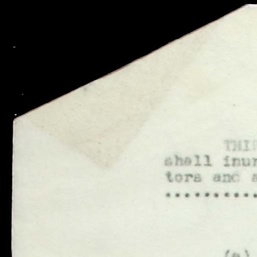 THI
shall inur
tors and a
..........
(a)